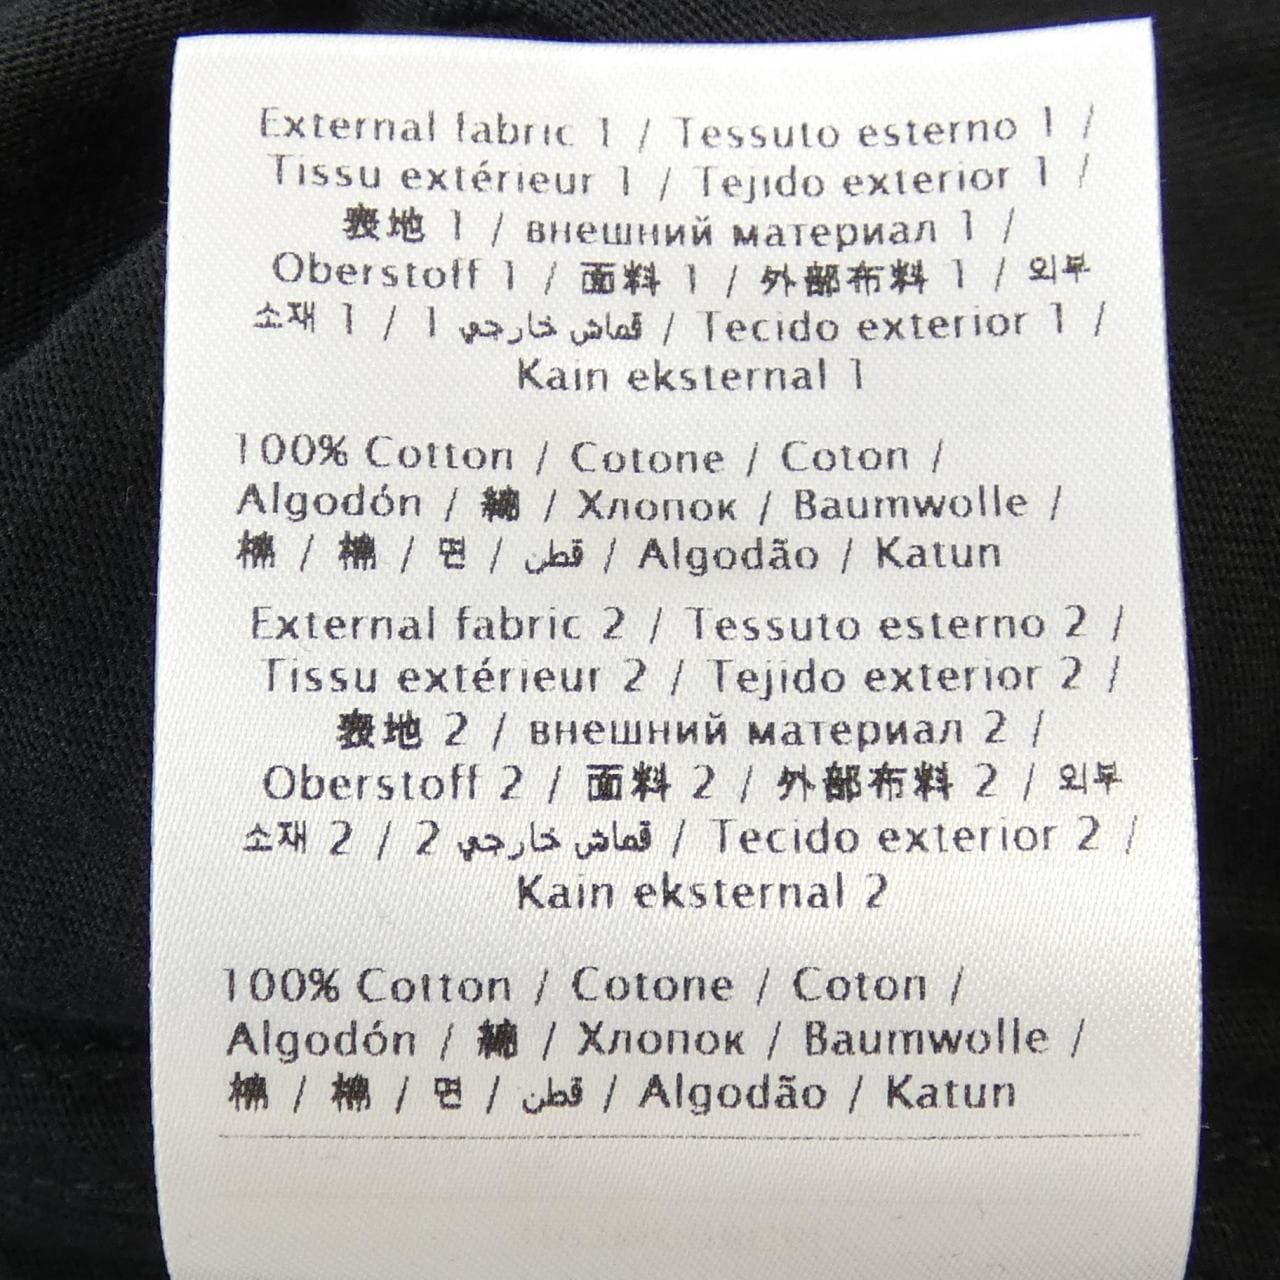 External fabric 1 / Tessuto esterno 1 /
Tissu extérieur 1 / Tejido exterior 1 /
表地 1 / внешний материал 1 /
Oberstoff 1 / 面料 1 / 外部布料 1 / 외부
소재 1 / 1 قماش خارجي / Tecido exterior 1 /
Kain eksternal 1
100% Cotton / Cotone / Coton /
Algodón / 綿 / Хлопок / Baumwolle /
棉 / 棉 / 면 / قطن / Algodão / Katun
External fabric 2 / Tessuto esterno 2 /
Tissu extérieur 2 / Tejido exterior 2 /
表地 2 / внешний материал 2 /
Oberstoff 2 / 面料 2 / 外部布料 2 / 외부
소재 2 / 2 قماش خارجي / Tecido exterior 2 /
Kain eksternal 2
100% Cotton / Cotone / Coton /
Algodón / 綿 / Хлопок / Baumwolle /
棉 / 棉 / 면 / قطن / Algodão / Katun